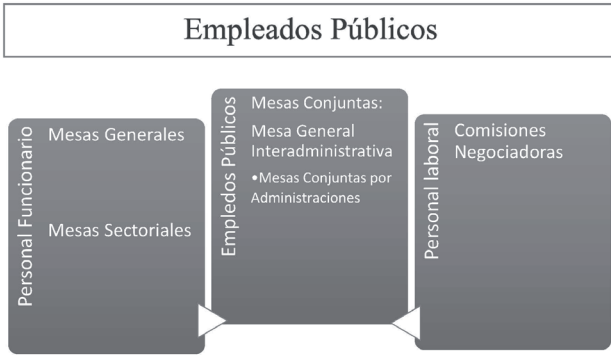 Empleados Públicos
Personal Funcionario
Mesas Generales
Mesas Sectoriales
Empledos Públicos
Mesas Conjuntas:
Mesa General
Interadministrativa
•Mesas Conjuntas por
Administraciones
Personal laboral
Comisiones
Negociadoras